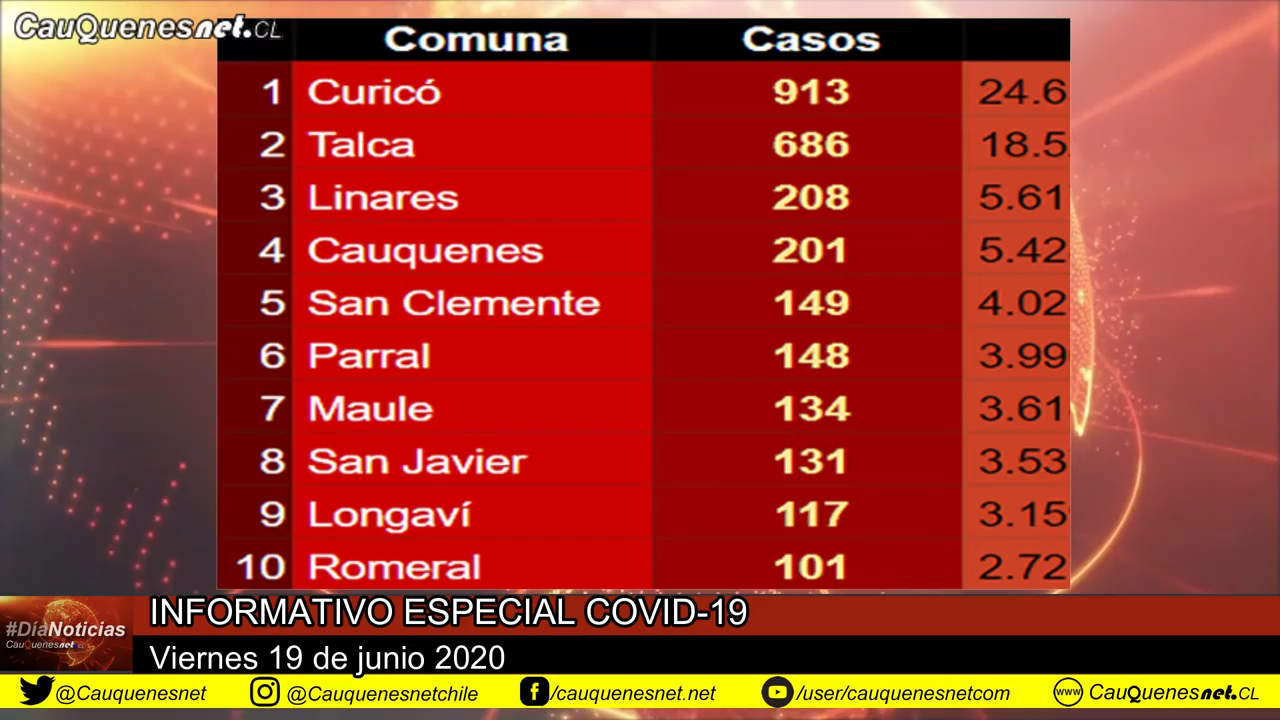 CauQuenesnet.CL
Comuna Casos
1 Curicó 913 24.6
2 Talca 686 18.5
3 Linares 208 5.61
4 Cauquenes 201 5.42
5 San Clemente 149 4.02
6 Parral 148 3.99
7 Maule 134 3.61
8 San Javier 131 3.53
9 Longaví 117 3.15
10 Romeral 101 2.72
INFORMATIVO ESPECIAL COVID-19
#DíaNoticias
CauQuenesnet.CL
Viernes 19 de junio 2020
@Cauquenesnet @Cauquenesnetchile /cauquenesnet.net /user/cauquenesnetcom www CauQuenesnet.CL